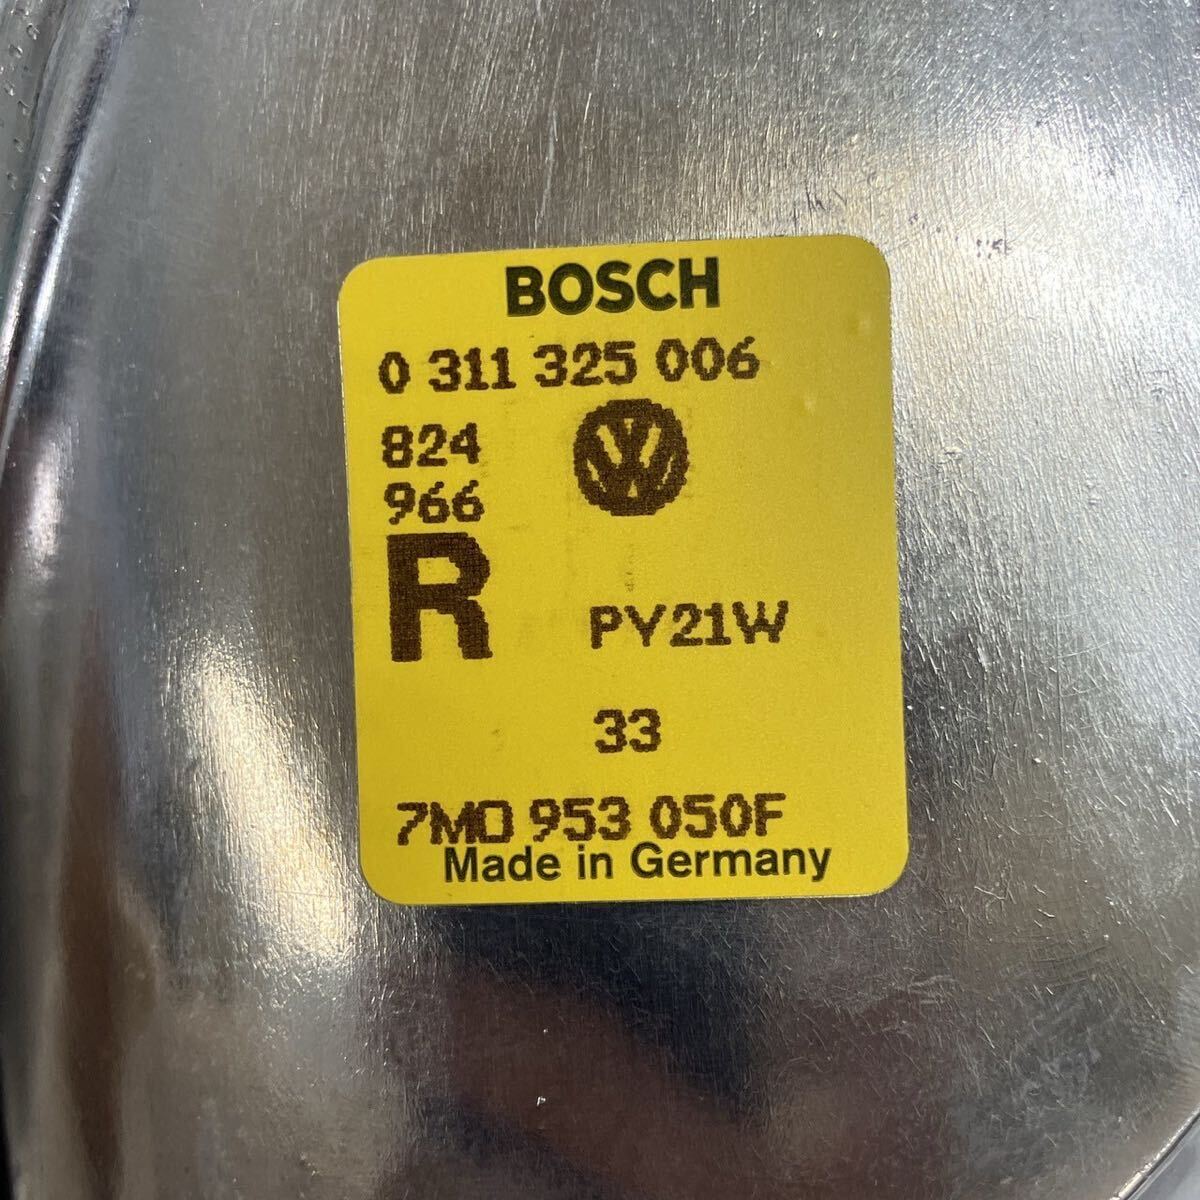 BOSCH
0 311 325 006
824
966
R
PY21W
33
7M0 953 050F
Made in Germany